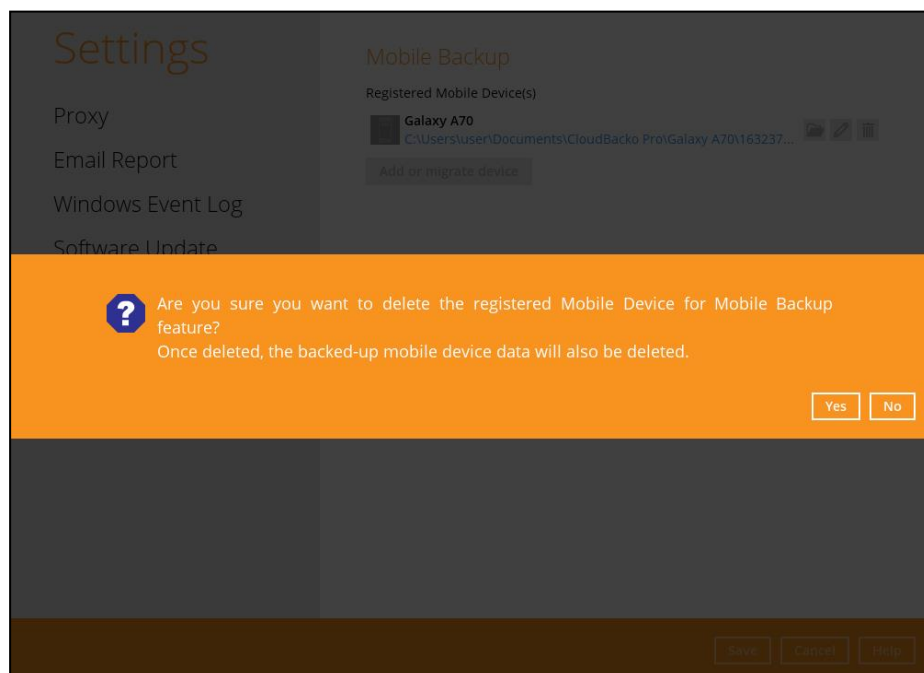 Settings
Proxy
Email Report
Windows Event Log
Software Update
Mobile Backup
Registered Mobile Device(s)
Galaxy A70
C:\Users\user\Documents\CloudBacko Pro\Galaxy A70\163237...
Add or migrate device
Are you sure you want to delete the registered Mobile Device for Mobile Backup
feature?
Once deleted, the backed-up mobile device data will also be deleted.
Yes No
Save Cancel Help